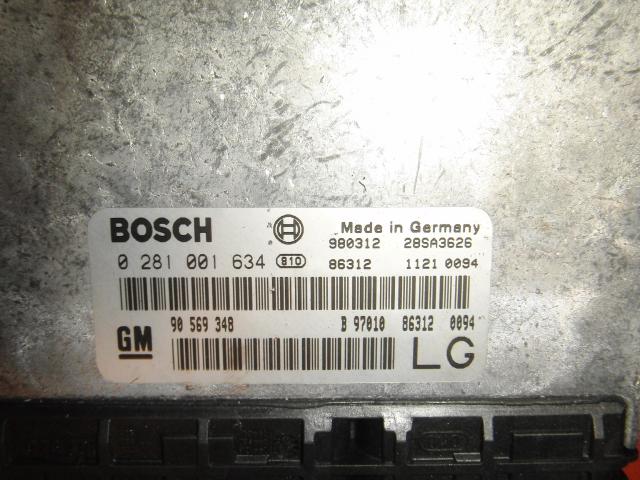 BOSCH Made in Germany
980312 28SA3626
0 281 001 634 810 86312 1121 0094
GM 90 569 348 B 97010 86312 0094
LG